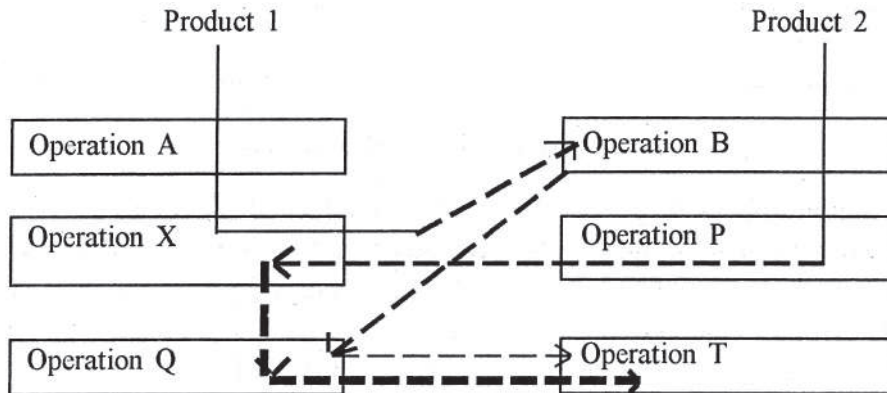 Product 1
Product 2
Operation A
Operation B
Operation X
Operation P
Operation Q
Operation T